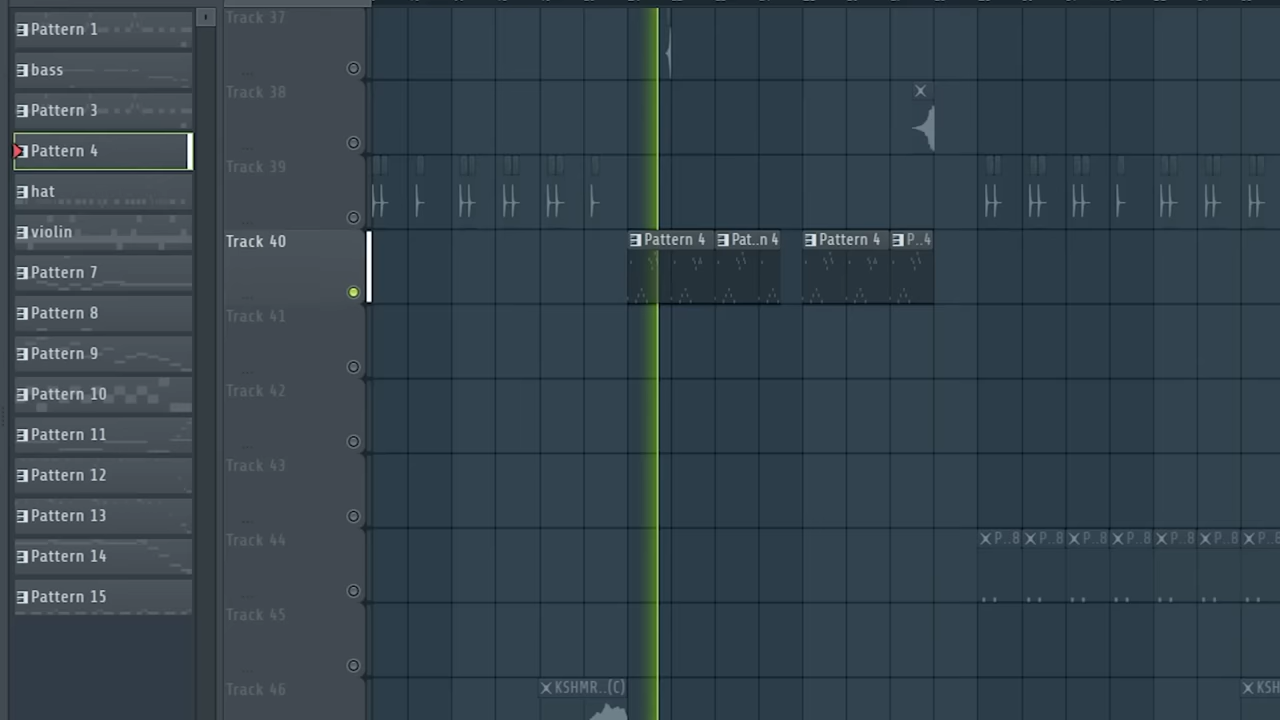 Pattern 1
bass
Pattern 3
Pattern 4
hat
violin
Pattern 7
Pattern 8
Pattern 9
Pattern 10
Pattern 11
Pattern 12
Pattern 13
Pattern 14
Pattern 15
Track 37
Track 38
Track 39
Track 40
Pattern 4 Pat..n 4 Pattern 4 P..4
Track 41
Track 42
Track 43
Track 44
P..8 P..8 P..8 P..8 P..8 P..8 P..8
Track 45
Track 46
KSHMR..(C) KSH